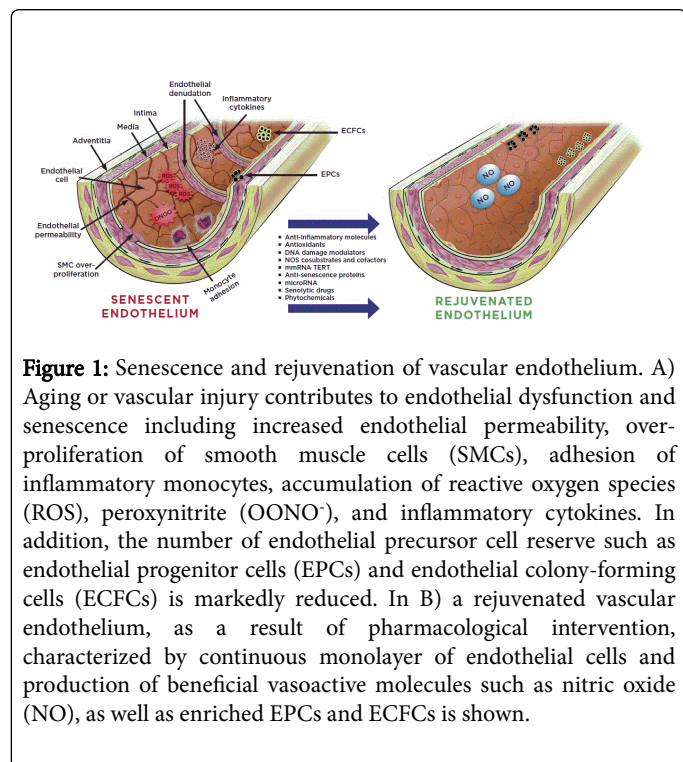 Endothelial
denudation
Inflammatory
cytokines
Intima
Media
Adventitia
ECFCs
Endothelial
cell
EPCs
ROS
ROS
ROS
NO
NO
NO
ONOO⁻
Endothelial
permeability
SMC over-
proliferation
Monocyte
adhesion
SENESCENT
ENDOTHELIUM
▪ Anti-inflammatory molecules
▪ Antioxidants
▪ DNA damage modulators
▪ NOS cosubstrates and cofactors
▪ mmRNA TERT
▪ Anti-senescence proteins
▪ microRNA
▪ Senolytic drugs
▪ Phytochemicals
REJUVENATED
ENDOTHELIUM
Figure 1: Senescence and rejuvenation of vascular endothelium. A)
Aging or vascular injury contributes to endothelial dysfunction and
senescence including increased endothelial permeability, over-
proliferation of smooth muscle cells (SMCs), adhesion of
inflammatory monocytes, accumulation of reactive oxygen species
(ROS), peroxynitrite (OONO⁻), and inflammatory cytokines. In
addition, the number of endothelial precursor cell reserve such as
endothelial progenitor cells (EPCs) and endothelial colony-forming
cells (ECFCs) is markedly reduced. In B) a rejuvenated vascular
endothelium, as a result of pharmacological intervention,
characterized by continuous monolayer of endothelial cells and
production of beneficial vasoactive molecules such as nitric oxide
(NO), as well as enriched EPCs and ECFCs is shown.